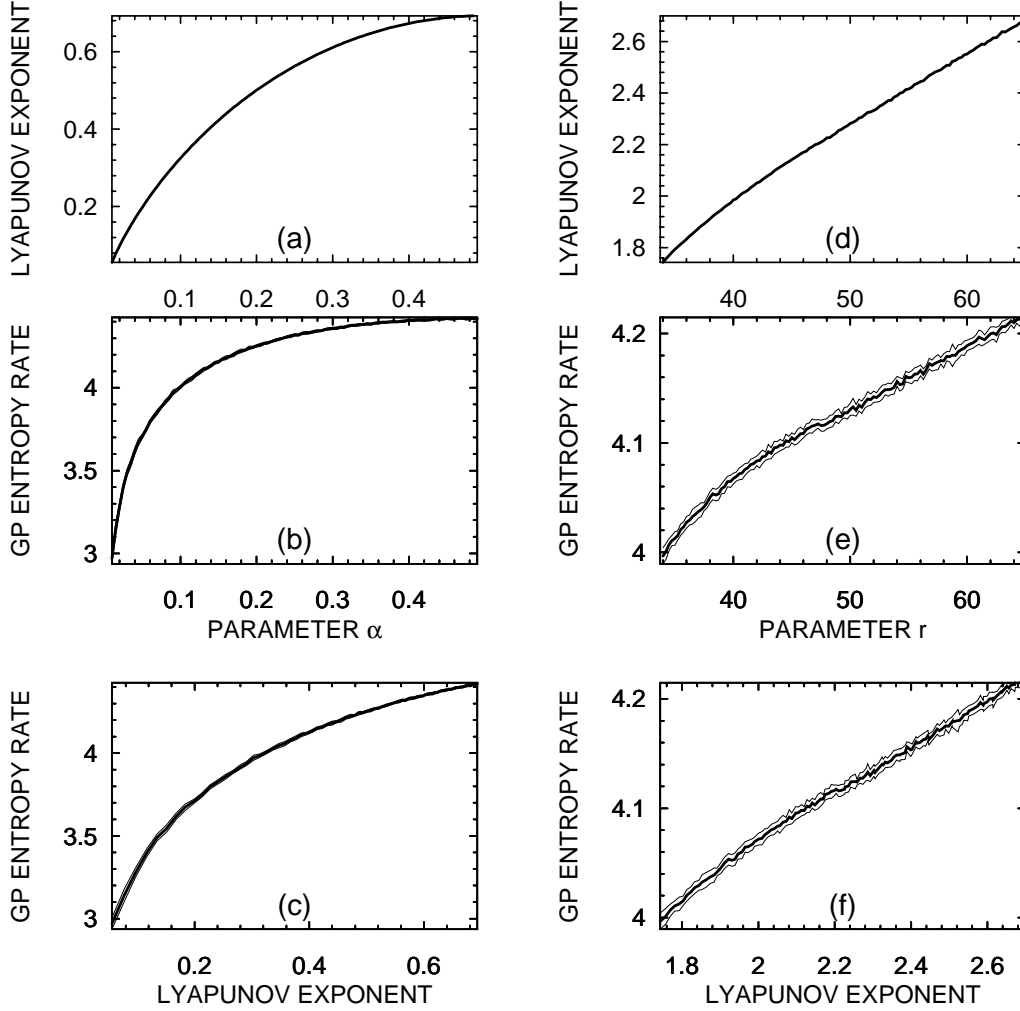 LYAPUNOV EXPONENT
0.6
0.4
0.2
(a)
0.1 0.2 0.3 0.4
GP ENTROPY RATE
4
3.5
3
(b)
0.1 0.2 0.3 0.4
PARAMETER α
GP ENTROPY RATE
4
3.5
3
(c)
0.2 0.4 0.6
LYAPUNOV EXPONENT
LYAPUNOV EXPONENT
2.6
2.4
2.2
2
1.8
(d)
40 50 60
GP ENTROPY RATE
4.2
4.1
4
(e)
40 50 60
PARAMETER r
GP ENTROPY RATE
4.2
4.1
4
(f)
1.8 2 2.2 2.4 2.6
LYAPUNOV EXPONENT